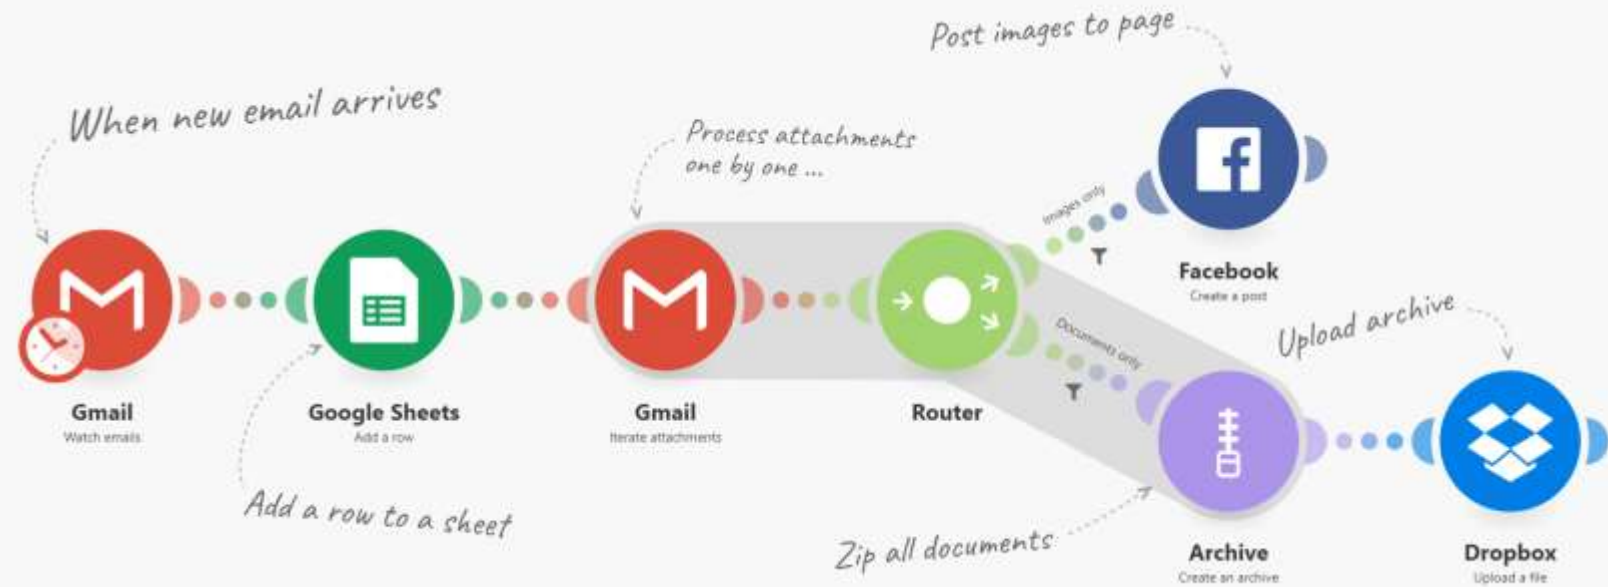 Post images to page
When new email arrives
Process attachments
one by one ...
Images only
Facebook
Create a post
Documents only
Upload archive
Gmail
Watch emails
Google Sheets
Add a row
Gmail
Iterate attachments
Router
Add a row to a sheet
Zip all documents
Archive
Create an archive
Dropbox
Upload a file